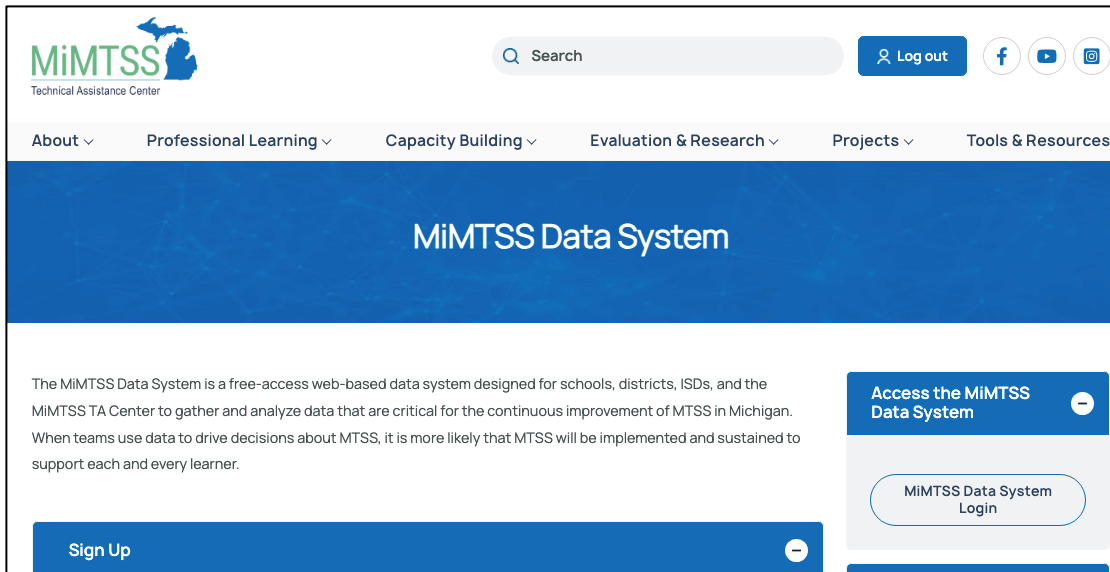 MiMTSS
Technical Assistance Center
Search
Log out
About
Professional Learning
Capacity Building
Evaluation & Research
Projects
Tools & Resources
MiMTSS Data System
The MiMTSS Data System is a free-access web-based data system designed for schools, districts, ISDs, and the
MiMTSS TA Center to gather and analyze data that are critical for the continuous improvement of MTSS in Michigan.
When teams use data to drive decisions about MTSS, it is more likely that MTSS will be implemented and sustained to
support each and every learner.
Access the MiMTSS
Data System
MiMTSS Data System
Login
Sign Up